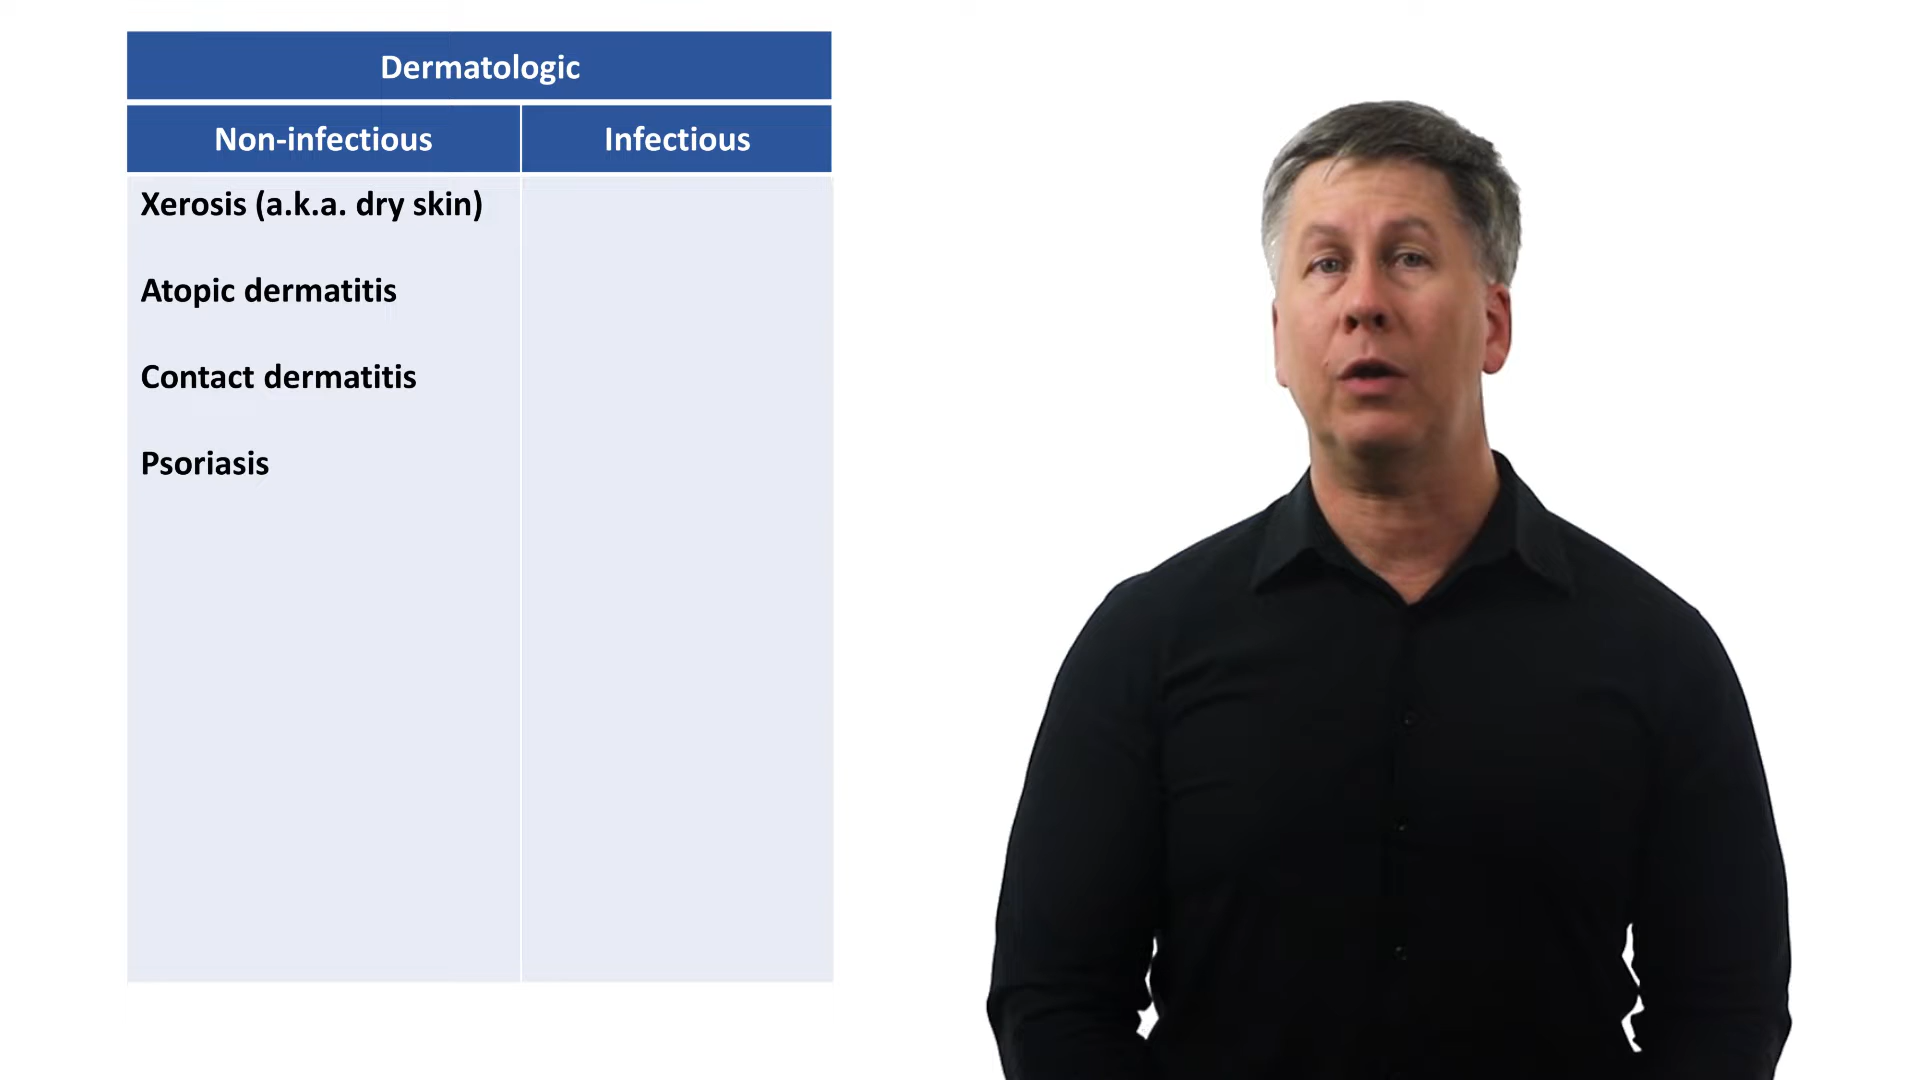 Dermatologic
Non-infectious
Infectious
Xerosis (a.k.a. dry skin)
Atopic dermatitis
Contact dermatitis
Psoriasis